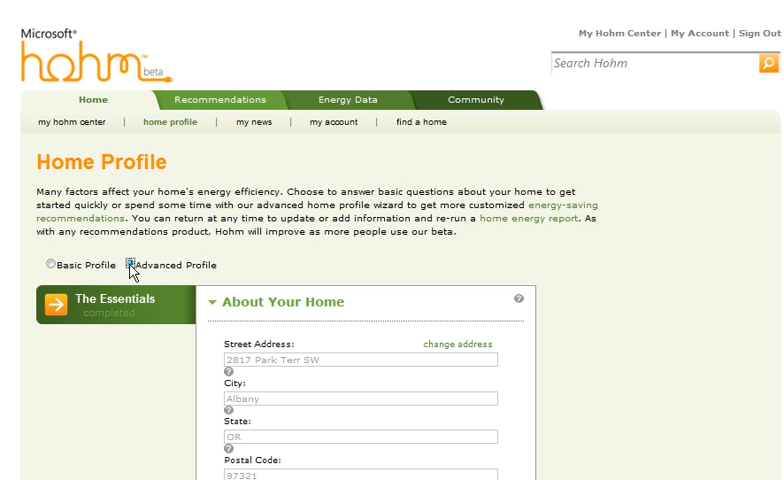 Microsoft®
hohm™ beta
My Hohm Center | My Account | Sign Out
Search Hohm
Home Recommendations Energy Data Community
my hohm center | home profile | my news | my account | find a home
Home Profile
Many factors affect your home's energy efficiency. Choose to answer basic questions about your home to get
started quickly or spend some time with our advanced home profile wizard to get more customized energy-saving
recommendations. You can return at any time to update or add information and re-run a home energy report. As
with any recommendations product, Hohm will improve as more people use our beta.
Basic Profile Advanced Profile
The Essentials
completed
About Your Home ?
Street Address: change address
2817 Park Terr SW
?
City:
Albany
?
State:
OR
?
Postal Code:
97321